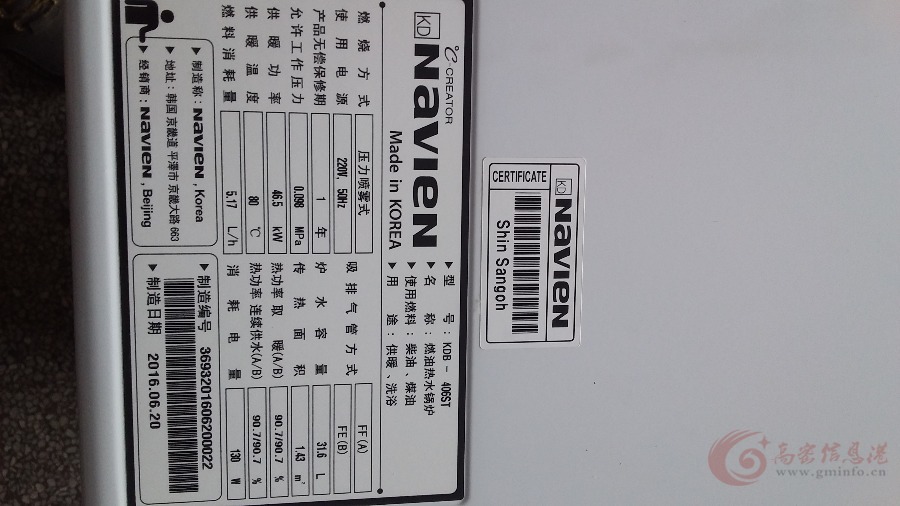 KD NAVIEN
e-CREATOR
Made in KOREA
▶ 型 号 : KDB - 406ST
▶ 名 称 : 燃油热水锅炉
▶ 使用燃料 : 柴油、煤油
▶ 用 途 : 供暖、洗浴
燃烧方式 压力喷雾式
吸排气管方式 FF(A) FE(B)
使用电源 220V, 50Hz
产品无偿保修期 1 年
炉水容量 31.6 L
允许工作压力 0.098 MPa
传热面积 1.43 m²
供暖功率 46.5 kW
热功率取 暖(A/B) 90.7/90.7 %
供暖温度 80 ℃
热功率连续供水(A/B) 90.7/90.7 %
燃料消耗量 5.17 L/h
消耗电量 130 W
▶ 制造称: NAVIEN, Korea
▶ 地址: 韩国 京畿道 平澤市 京畿大路 663
▶ 经销商: NAVIEN, Beijing
▶ 制造编号 3693201606200022
▶ 制造日期 2016.06.20
KD NAVIEN
CERTIFICATE
Shin Sangoh
高密信息港
www.gminfo.cn